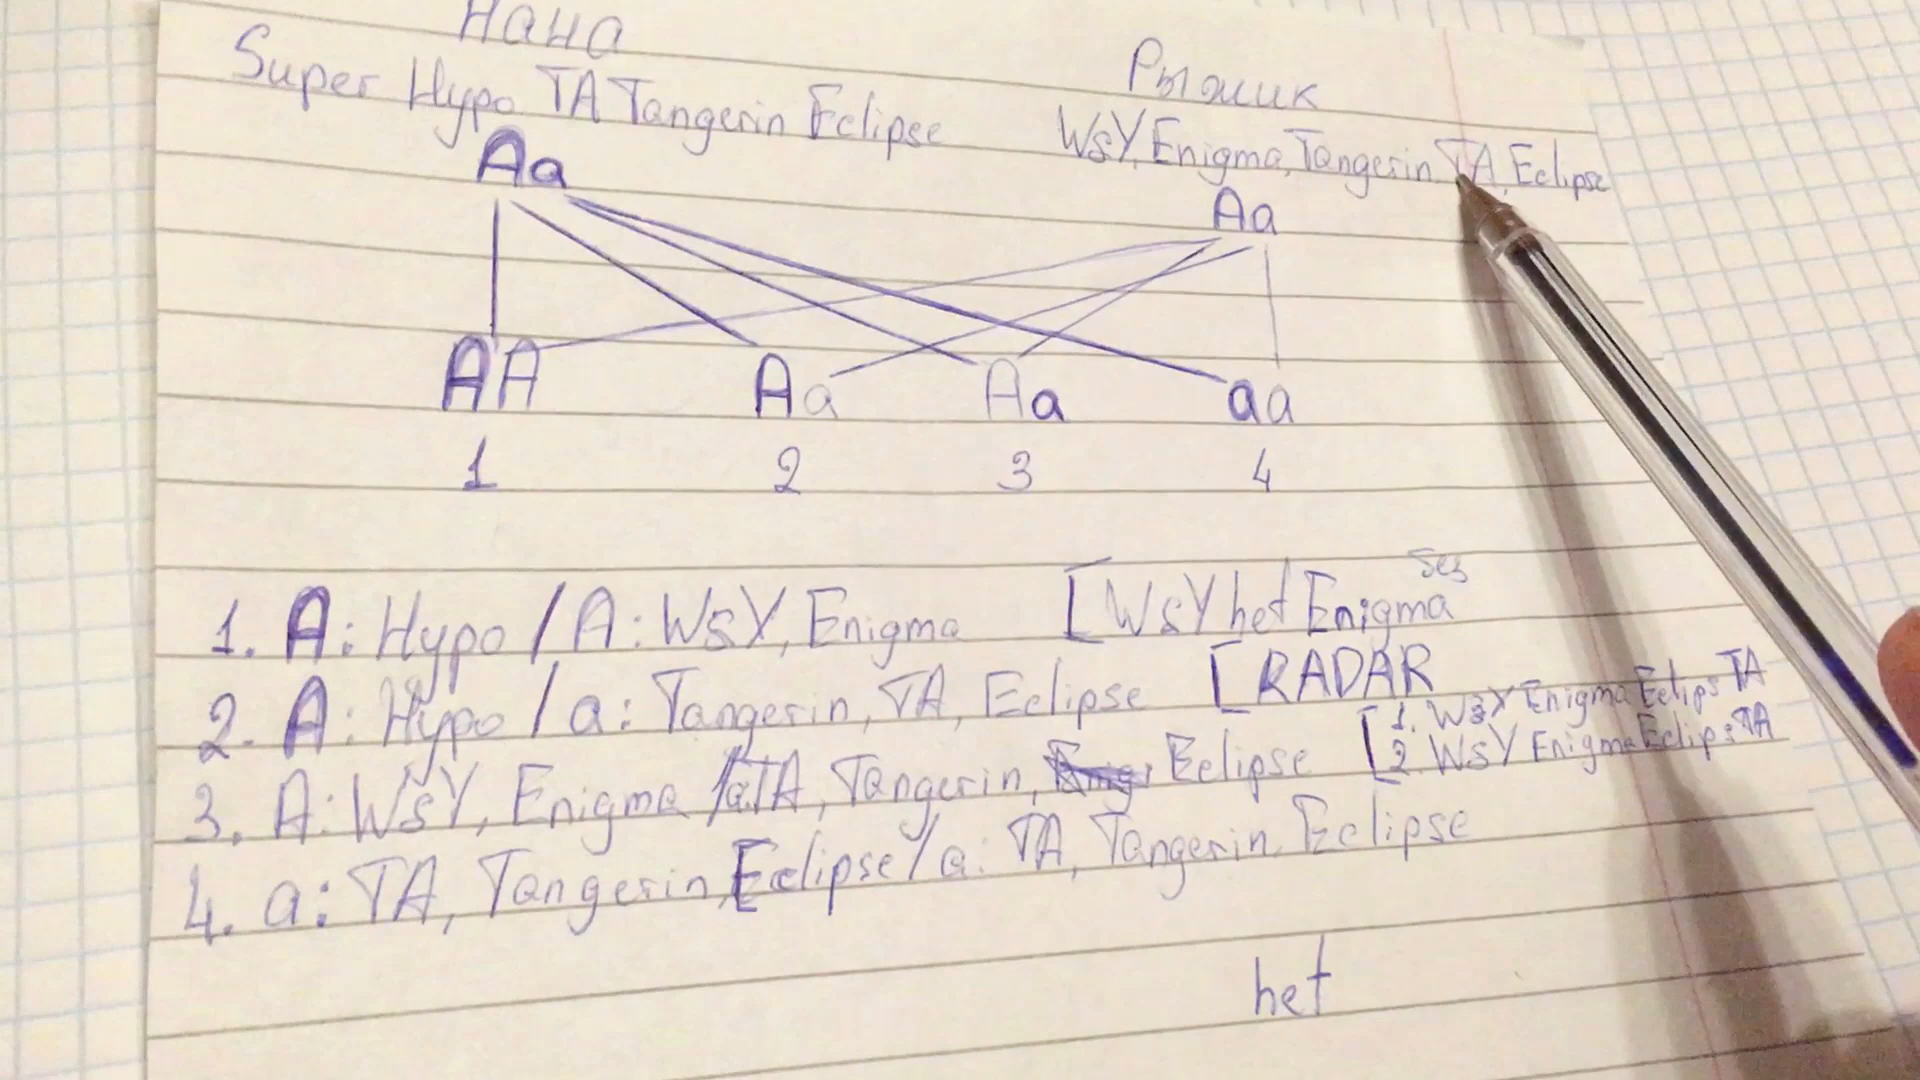 Нана
Super Hypo TA Tangerin Eclipse
Рыжик
WsY, Enigma, Tangerin TA, Eclipse
Aa
Aa
AA Aa Aa aa
1 2 3 4
1. A: Hypo / A: WsY, Enigma [WsY het Enigma
2. A: Hypo / a: Tangerin, TA, Eclipse [RADAR
3. A: WsY, Enigma /a:TA, Tangerin, Eclipse [1. WsY Enigma Eclips TA
2. WsY Enigma Eclips TA
4. a: TA, Tangerin, Eclipse / a: TA, Tangerin, Eclipse
het